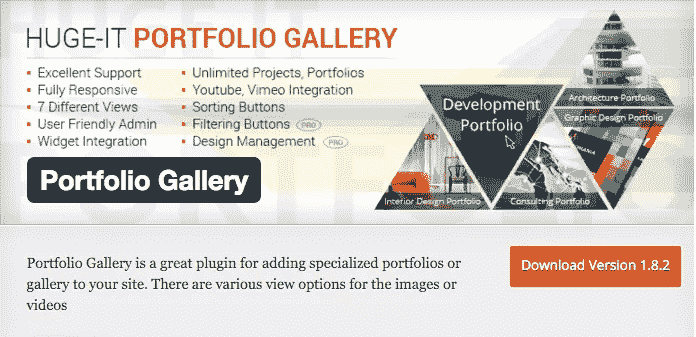 HUGE-IT PORTFOLIO GALLERY
Excellent Support
Fully Responsive
7 Different Views
User Friendly Admin
Widget Integration
Unlimited Projects, Portfolios
Youtube, Vimeo Integration
Sorting Buttons
Filtering Buttons PRO
Design Management PRO
Development
Portfolio
Architecture Portfolio
Graphic Design Portfolio
Interior Design Portfolio
Consulting Portfolio
Portfolio Gallery
Portfolio Gallery is a great plugin for adding specialized portfolios or
gallery to your site. There are various view options for the images or
videos
Download Version 1.8.2